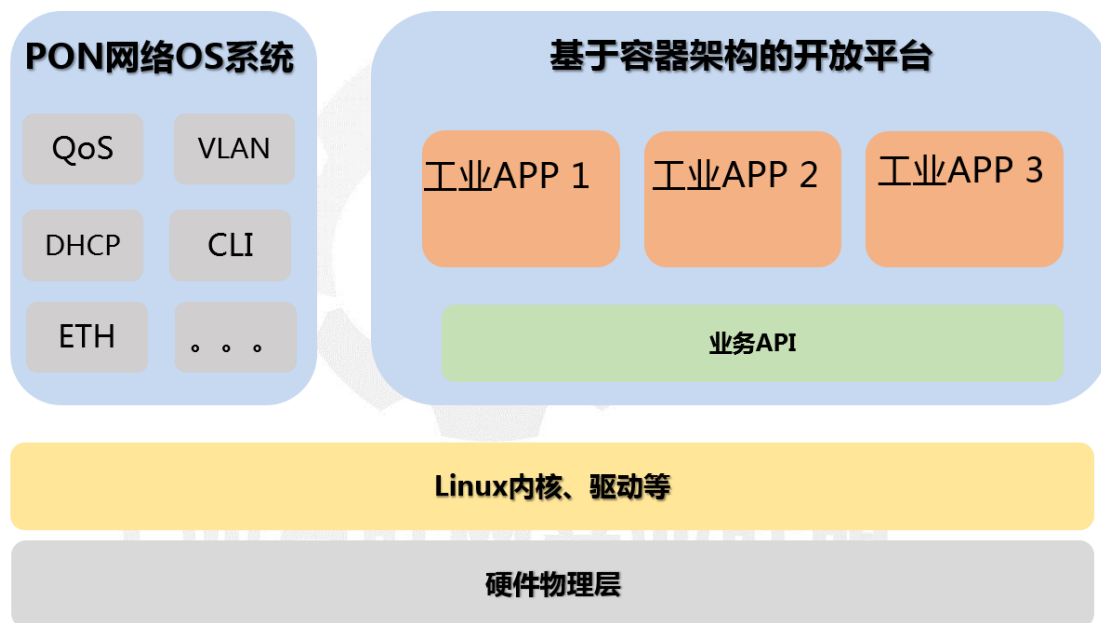 PON网络OS系统
QoS
VLAN
DHCP
CLI
ETH
。。。
基于容器架构的开放平台
工业APP 1
工业APP 2
工业APP 3
业务API
Linux内核、驱动等
硬件物理层